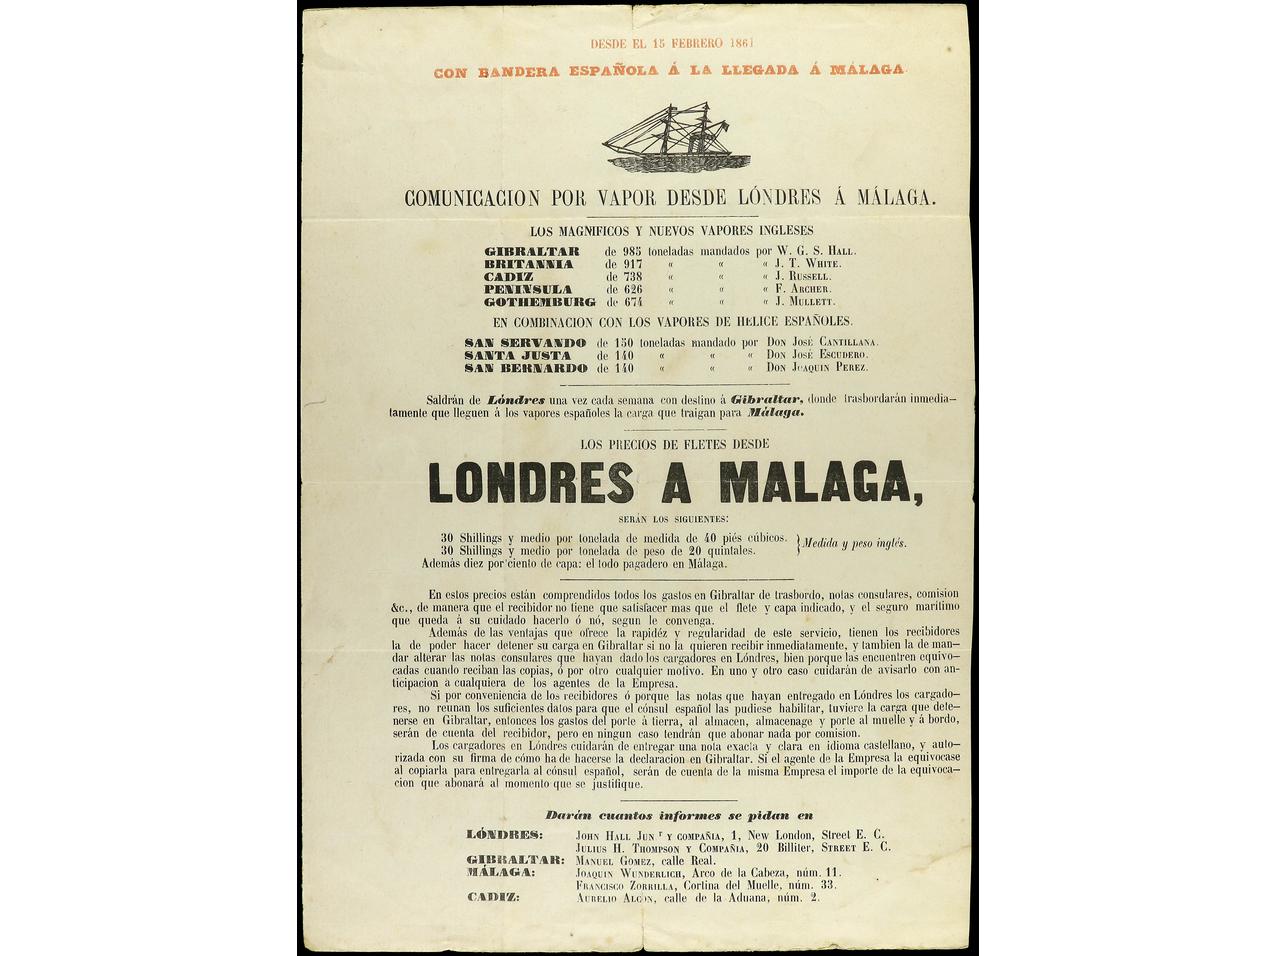 DESDE EL 15 FEBRERO 1861
CON BANDERA ESPAÑOLA Á LA LLEGADA Á MÁLAGA.
COMUNICACION POR VAPOR DESDE LÓNDRES Á MÁLAGA.
LOS MAGNIFICOS Y NUEVOS VAPORES INGLESES
GIBRALTAR de 985 toneladas mandados por W. G. S. HALL.
BRITANNIA de 917 « « « J. T. WHITE.
CADIZ de 738 « « « J. RUSSELL.
PENINSULA de 626 « « « F. ARCHER.
GOTHEMBURG de 674 « « « J. MULLETT.
EN COMBINACION CON LOS VAPORES DE HÉLICE ESPAÑOLES.
SAN SERVANDO de 150 toneladas mandado por DON JOSÉ CANTILLANA.
SANTA JUSTA de 140 « « « DON JOSÉ ESCUDERO.
SAN BERNARDO de 140 « « « DON JOAQUIN PEREZ.
Saldrán de Lóndres una vez cada semana con destino á Gibraltar, donde trasbordarán inmedia-
tamente que lleguen á los vapores españoles la carga que traigan para Málaga.
LOS PRECIOS DE FLETES DESDE
LONDRES A MALAGA,
SERÁN LOS SIGUIENTES:
30 Shillings y medio por tonelada de medida de 40 piés cúbicos.
30 Shillings y medio por tonelada de peso de 20 quintales.
} Medida y peso inglés.
Además diez por ciento de capa: el todo pagadero en Málaga.
En estos precios están comprendidos todos los gastos en Gibraltar de trasbordo, notas consulares, comision
&c., de manera que el recibidor no tiene que satisfacer mas que el flete y capa indicado, y el seguro marítimo
que queda á su cuidado hacerlo ó nó, segun le convenga.
Además de las ventajas que ofrece la rapidéz y regularidad de este servicio, tienen los recibidores
la de poder hacer detener su carga en Gibraltar si no la quieren recibir inmediatamente, y tambien la de man-
dar alterar las notas consulares que hayan dado los cargadores en Lóndres, bien porque las encuentren equivo-
cadas cuando reciban las copias, ó por otro cualquier motivo. En uno y otro caso cuidarán de avisarlo con an-
ticipacion á cualquiera de los agentes de la Empresa.
Si por conveniencia de los recibidores ó porque las notas que hayan entregado en Lóndres los cargado-
res, no reunan los suficientes datos para que el cónsul español las pudiese habilitar, tuviere la carga que dete-
nerse en Gibraltar, entonces los gastos del porte á tierra, al almacen, almacenage y porte al muelle y á bordo,
serán de cuenta del recibidor, pero en ningun caso tendrán que abonar nada por comision.
Los cargadores en Lóndres cuidarán de entregar una nota exacta y clara en idioma castellano, y auto-
rizada con su firma de cómo ha de hacerse la declaracion en Gibraltar. Si el agente de la Empresa la equivocase
al copiarla para entregarla al cónsul español, serán de cuenta de la misma Empresa el importe de la equivoca-
cion que abonará al momento que se justifique.
Darán cuantos informes se pidan en
LÓNDRES: JOHN HALL JUNr Y COMPAÑIA, 1, New London, Street E. C.
JULIUS H. THOMPSON Y COMPAÑIA, 20 Billiter, STREET E. C.
GIBRALTAR: MANUEL GOMEZ, calle Real.
MÁLAGA: JOAQUIN WUNDERLICH, Arco de la Cabeza, núm. 11.
FRANCISCO ZORRILLA, Cortina del Muelle, núm. 33.
CADIZ: AURELIO ALCON, calle de la Aduana, núm. 2.